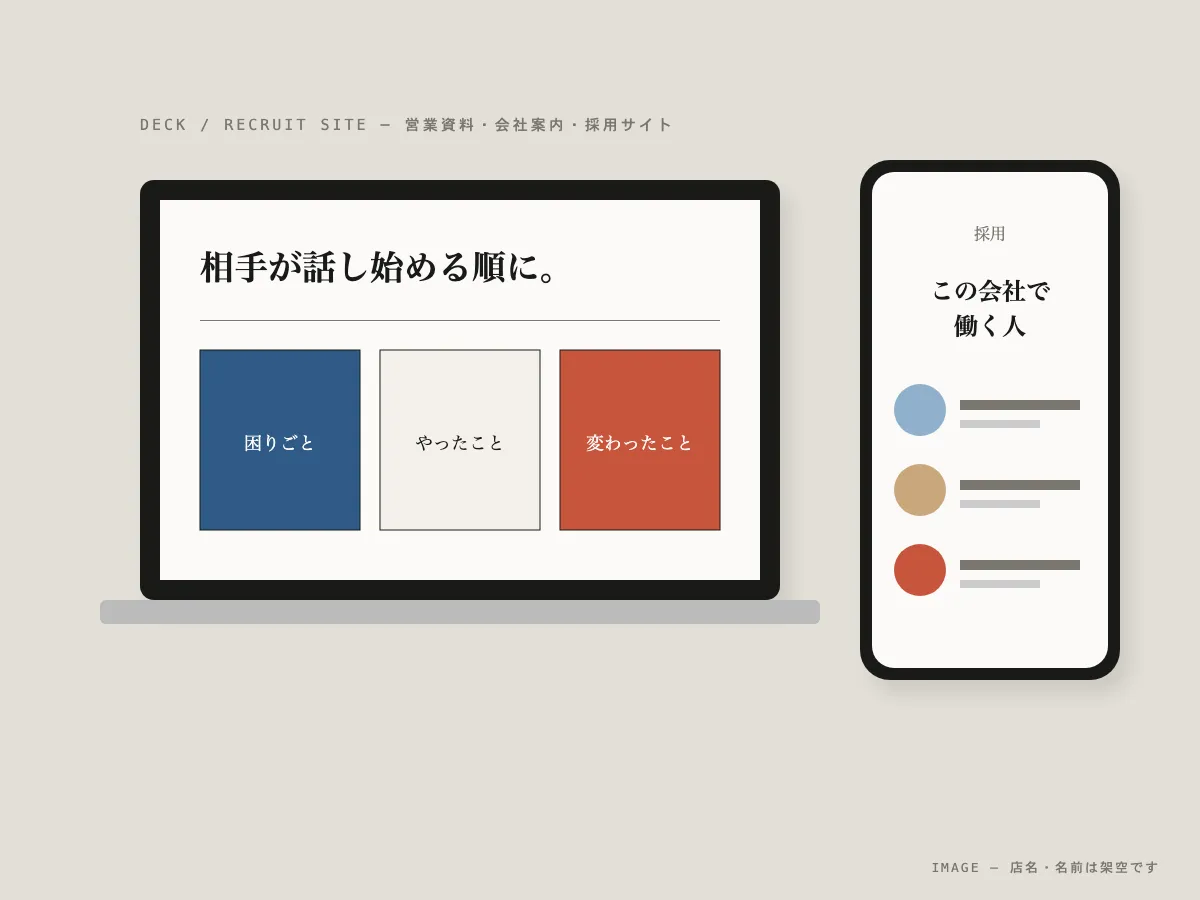 DECK / RECRUIT SITE — 営業資料・会社案内・採用サイト
相手が話し始める順に。
困りごと
やったこと
変わったこと
採用
この会社で
働く人
IMAGE — 店名・名前は架空です